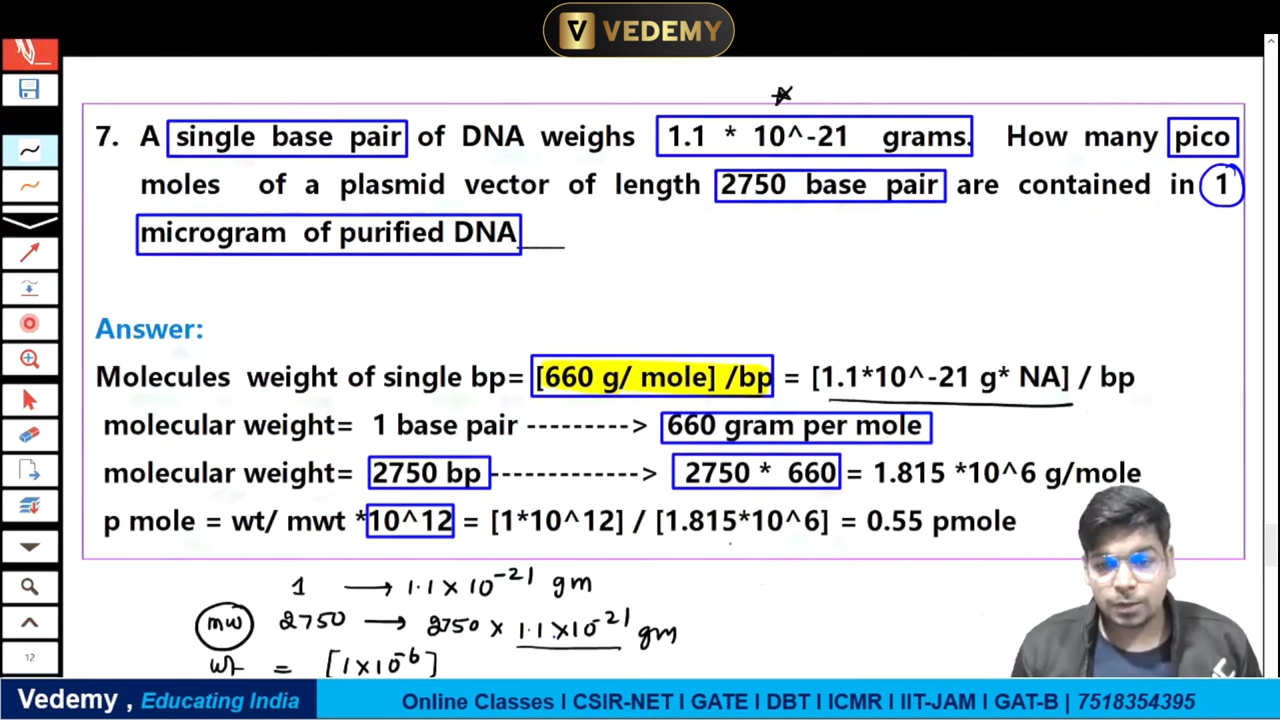 VEDEMY
7. A single base pair of DNA weighs 1.1 * 10^-21 grams. How many pico
moles of a plasmid vector of length 2750 base pair are contained in 1
microgram of purified DNA____
Answer:
Molecules weight of single bp= [660 g/ mole] /bp = [1.1*10^-21 g* NA] / bp
molecular weight= 1 base pair ---------> 660 gram per mole
molecular weight= 2750 bp-------------> 2750 * 660 = 1.815 *10^6 g/mole
p mole = wt/ mwt *10^12 = [1*10^12] / [1.815*10^6] = 0.55 pmole
1 → 1.1 × 10⁻²¹ gm
mw 2750 → 2750 × 1.1 × 10⁻²¹ gm
wt = [1 × 10⁻⁶]
12
Vedemy , Educating India
Online Classes I CSIR-NET I GATE I DBT I ICMR I IIT-JAM I GAT-B | 7518354395